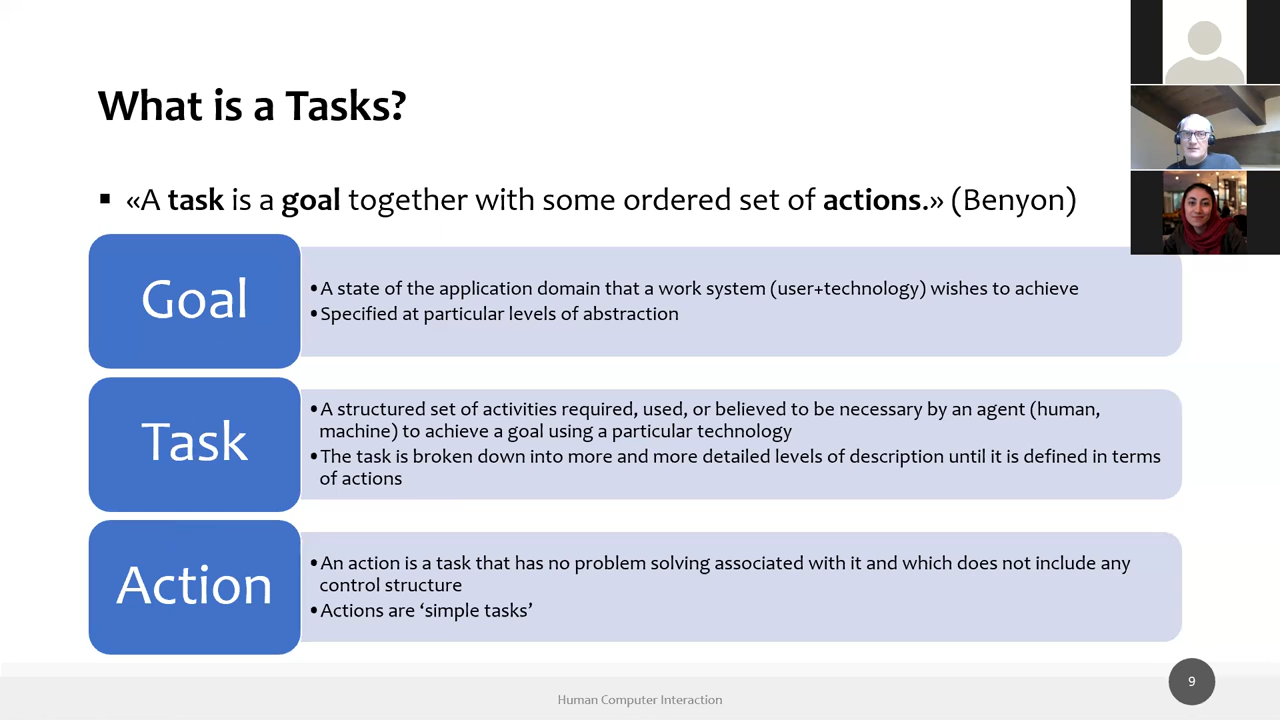 What is a Tasks?
▪ «A task is a goal together with some ordered set of actions.» (Benyon)
Goal
•A state of the application domain that a work system (user+technology) wishes to achieve
•Specified at particular levels of abstraction
Task
•A structured set of activities required, used, or believed to be necessary by an agent (human,
machine) to achieve a goal using a particular technology
•The task is broken down into more and more detailed levels of description until it is defined in terms
of actions
Action
•An action is a task that has no problem solving associated with it and which does not include any
control structure
•Actions are ‘simple tasks’
Human Computer Interaction
9